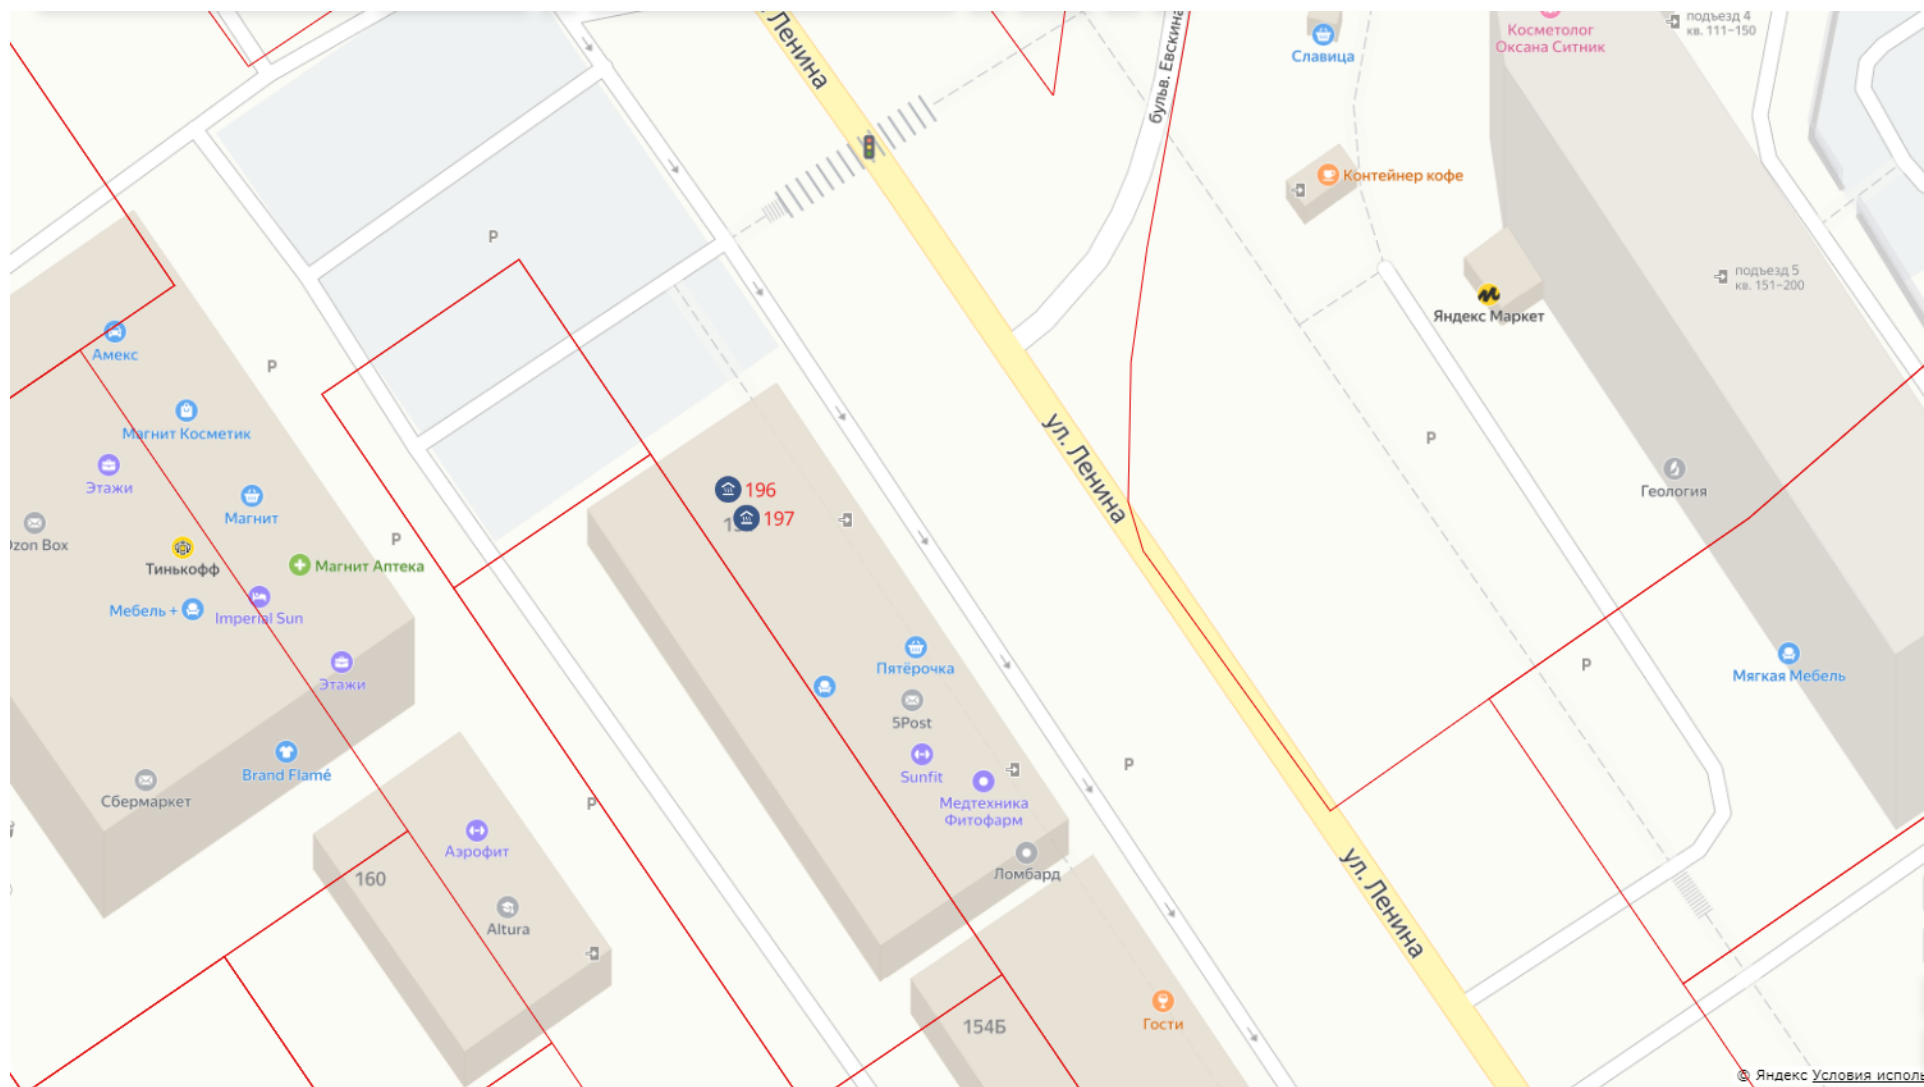 Ленина
бульв. Евскина
Славица
Косметолог
Оксана Ситник
подъезд 4
кв. 111-150
Контейнер кофе
P
подъезд 5
кв. 151-200
Яндекс Маркет
Амекс
P
Магнит Косметик
Этажи
Магнит
196
197
ул. Ленина
P
Геология
Ozon Box
Тинькофф
P
Магнит Аптека
Мебель +
Imperial Sun
Этажи
Пятёрочка
5Post
Sunfit
Медтехника
Фитофарм
Ломбард
P
P
Мягкая Мебель
Brand Flamé
Сбермаркет
P
Аэрофит
160
Altura
ул. Ленина
154Б
Гости
© Яндекс Условия исполь